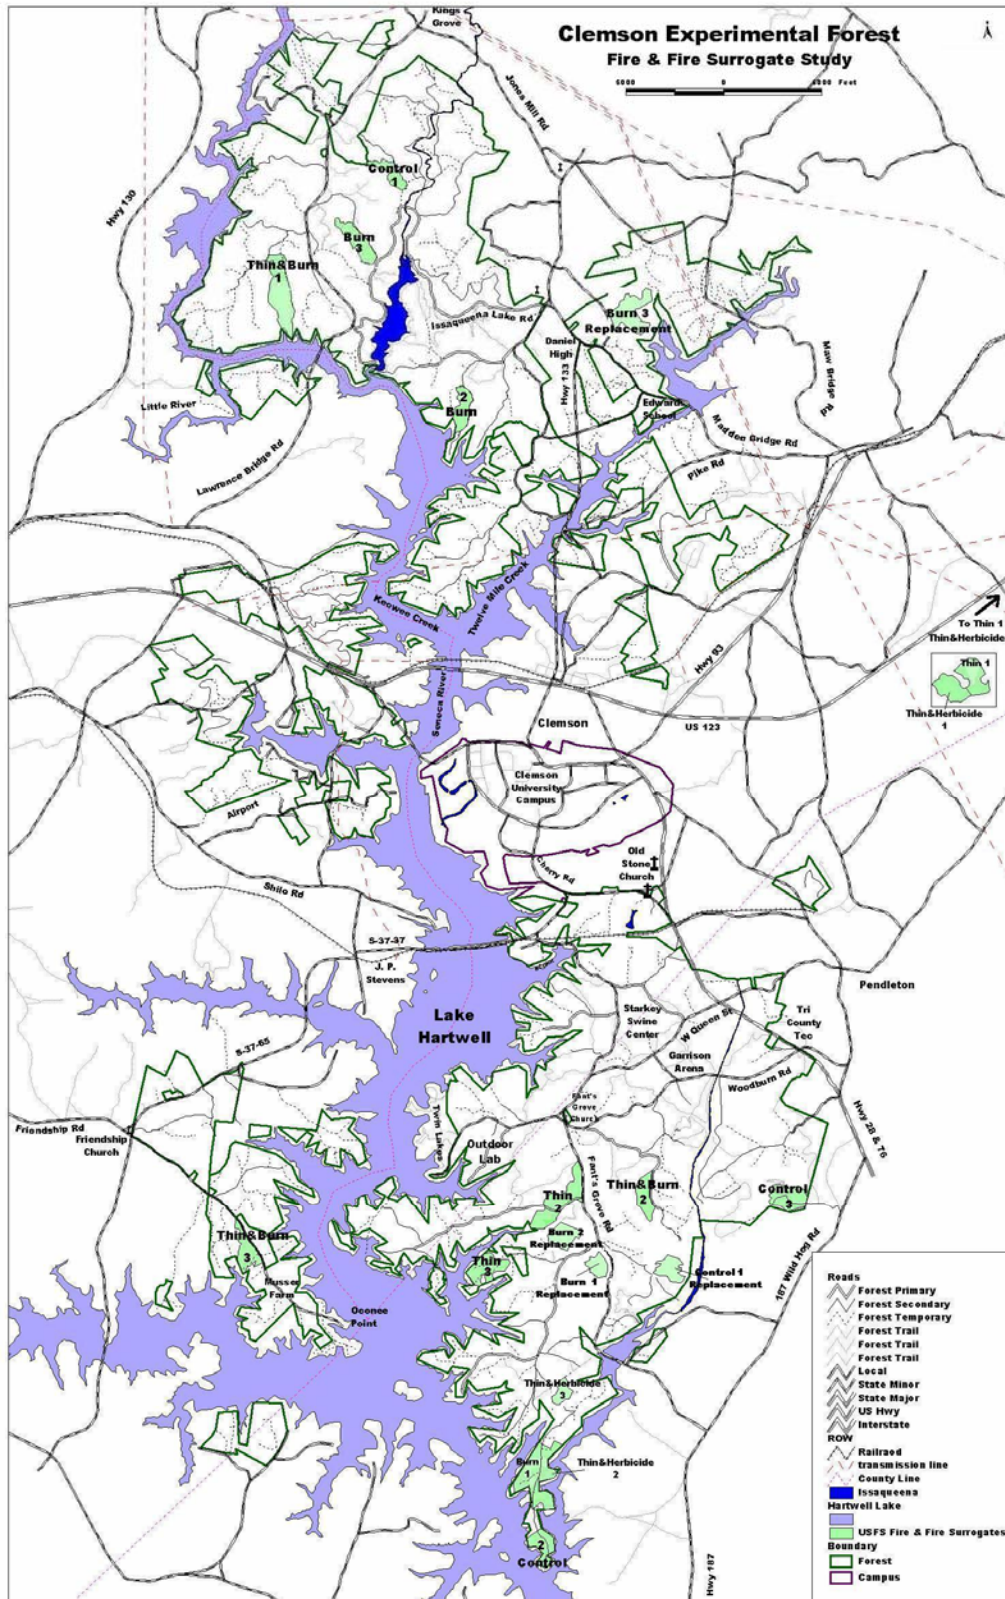 Kings
Grove
Clemson Experimental Forest
Fire & Fire Surrogate Study
0
Feet
Jones Mill Rd
Hwy 130
Control
1
Burn
3
Thin&Burn
1
Issaqueena Lake Rd
Burn 3
Replacement
Daniel
High
Hwy 133
Maw Bridge
Rd
Little River
2
Burn
Edwards
School
Madden Bridge Rd
Lawrence Bridge Rd
Pike Rd
Keowee Creek
Twelve Mile Creek
To Thin 1
Thin&Herbicide
Hwy 93
Thin 1
Thin&Herbicide
1
Seneca River
Clemson
US 123
Clemson
University
Campus
Airport
Old
Stone
Church
Cherry Rd
Shilo Rd
S-37-37
J. P.
Stevens
Pendleton
Lake
Hartwell
Starkey
Swine
Center
W Queen St
Tri
County
Tec
Garrison
Arena
S-37-65
Woodburn Rd
Hwy 28 & 76
Friendship Rd
Friendship
Church
Twin Lakes
Fant's
Grove
Church
Outdoor
Lab
Fant's Grove Rd
Thin
2
Thin&Burn
2
Control
3
Thin&Burn
3
Burn 2
Replacement
Thin
3
Burn 1
Replacement
Control 1
Replacement
187 Wild Hog Rd
Musser
Farm
Oconee
Point
Thin&Herbicide
3
Burn
1
Thin&Herbicide
2
2
Control
Hwy 187
Roads
Forest Primary
Forest Secondary
Forest Temporary
Forest Trail
Forest Trail
Forest Trail
Local
State Minor
State Major
US Hwy
Interstate
ROW
Railraod
transmission line
County Line
Issaqueena
Hartwell Lake
USFS Fire & Fire Surrogates
Boundary
Forest
Campus